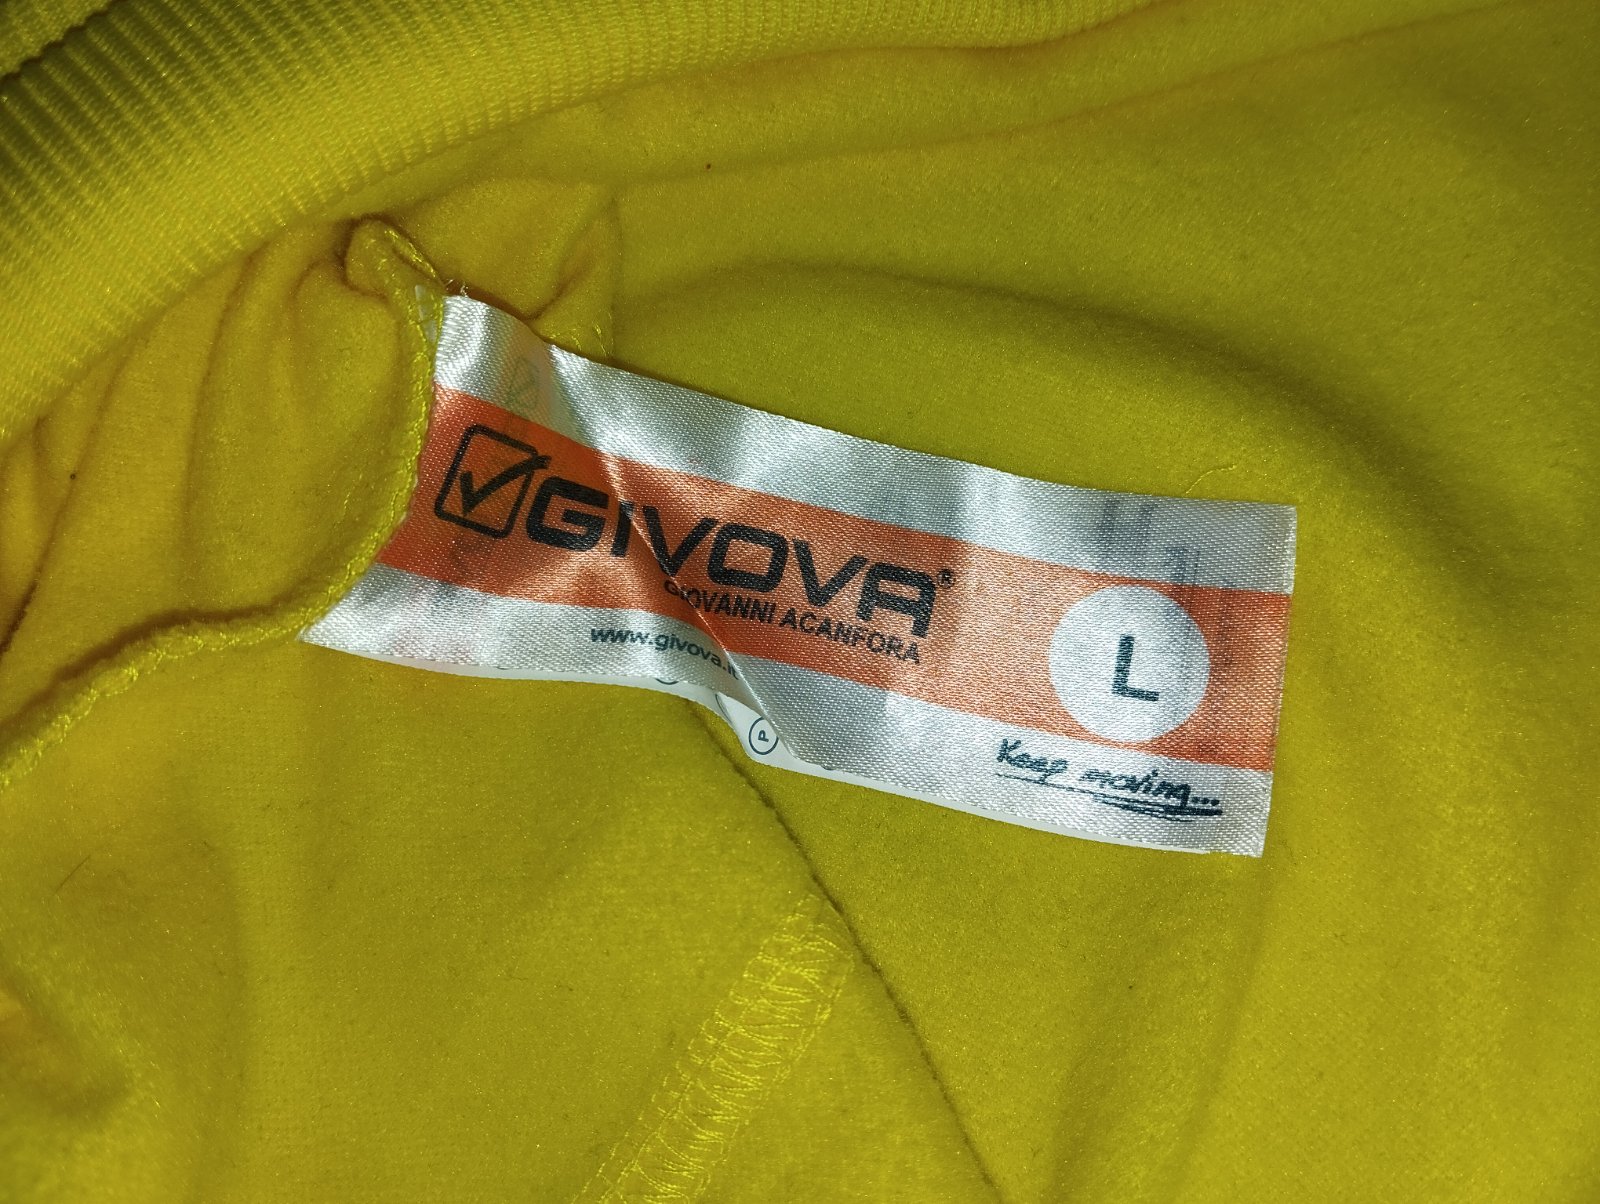 GIVOVA®
GIOVANNI ACANFORA
www.givova.it
L
Keep moving...
P